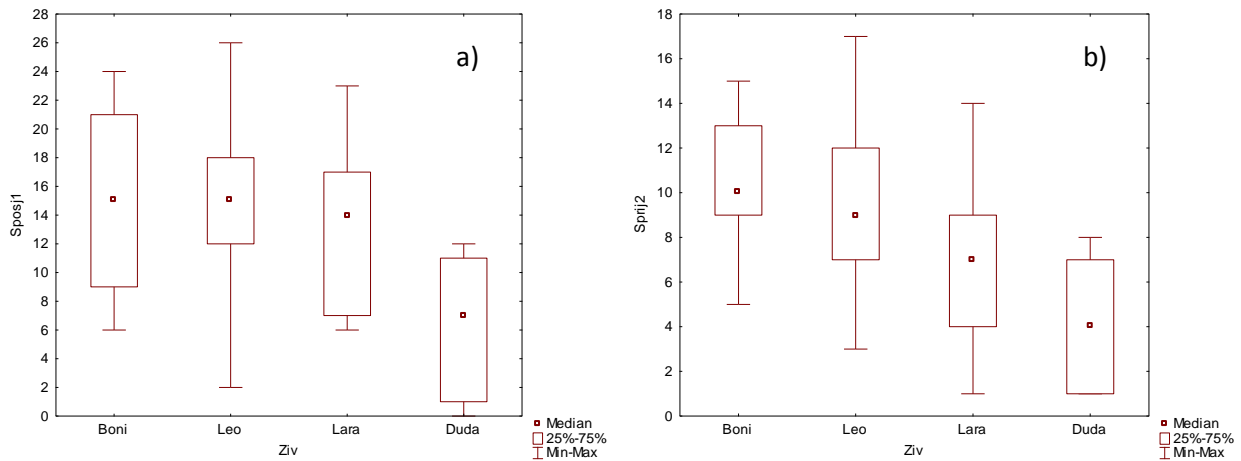 a)
28
26
24
22
20
18
16
14
12
10
8
6
4
2
0
Sposj1
Boni Leo Lara Duda
Ziv
Median
25%-75%
Min-Max
b)
18
16
14
12
10
8
6
4
2
0
Sprij2
Boni Leo Lara Duda
Ziv
Median
25%-75%
Min-Max